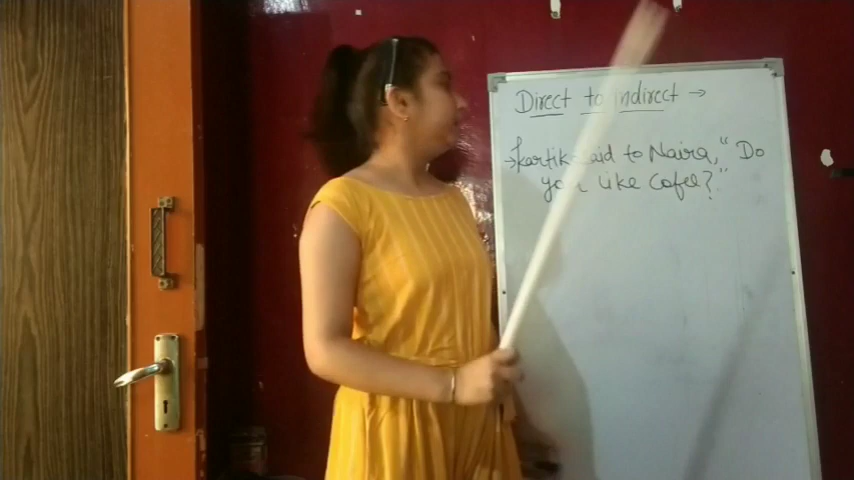 Direct to indirect →
→ Kartik said to Naira, "Do
you like Cofee?"